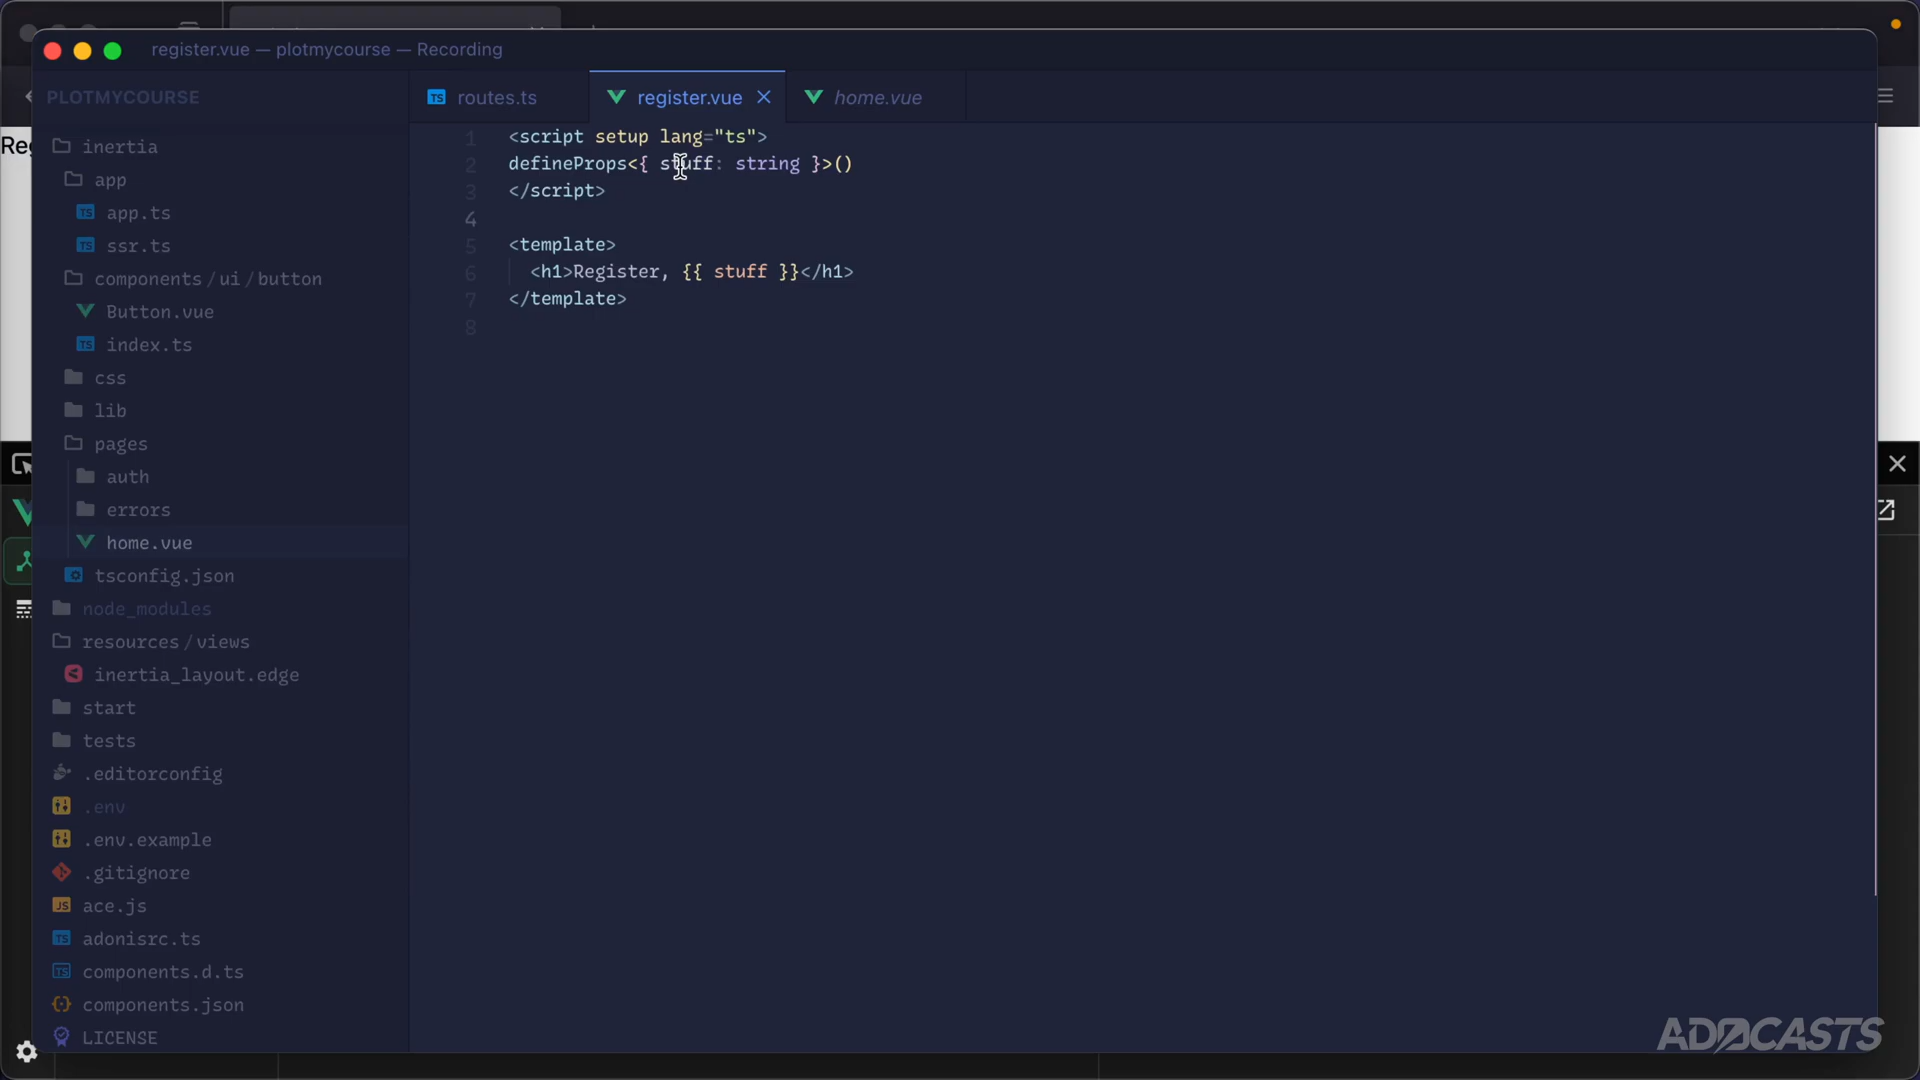 register.vue — plotmycourse — Recording
PLOTMYCOURSE
routes.ts
register.vue
home.vue
Reg
inertia
app
app.ts
ssr.ts
components / ui / button
Button.vue
index.ts
css
lib
pages
auth
errors
home.vue
tsconfig.json
node_modules
resources / views
inertia_layout.edge
start
tests
.editorconfig
.env
.env.example
.gitignore
ace.js
adonisrc.ts
components.d.ts
components.json
LICENSE
1 <script setup lang="ts">
2 defineProps<{ stuff: string }>()
3 </script>
4
5 <template>
6 <h1>Register, {{ stuff }}</h1>
7 </template>
8
ADOCASTS